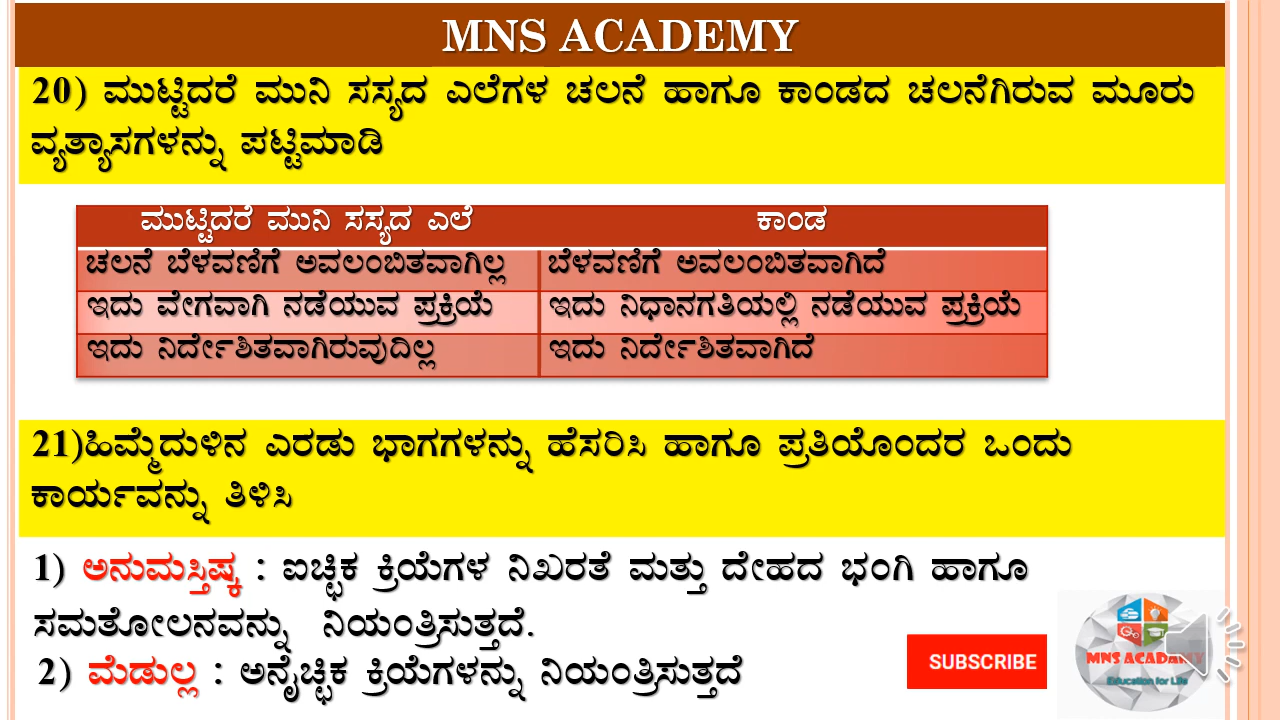 MNS ACADEMY
20) ಮುಟ್ಟಿದರೆ ಮುನಿ ಸಸ್ಯದ ಎಲೆಗಳ ಚಲನೆ ಹಾಗೂ ಕಾಂಡದ ಚಲನೆಗಿರುವ ಮೂರು
ವ್ಯತ್ಯಾಸಗಳನ್ನು ಪಟ್ಟಿಮಾಡಿ
ಮುಟ್ಟಿದರೆ ಮುನಿ ಸಸ್ಯದ ಎಲೆ ಕಾಂಡ
ಚಲನೆ ಬೆಳವಣಿಗೆ ಅವಲಂಬಿತವಾಗಿಲ್ಲ ಬೆಳವಣಿಗೆ ಅವಲಂಬಿತವಾಗಿದೆ
ಇದು ವೇಗವಾಗಿ ನಡೆಯುವ ಪ್ರಕ್ರಿಯೆ ಇದು ನಿಧಾನಗತಿಯಲ್ಲಿ ನಡೆಯುವ ಪ್ರಕ್ರಿಯೆ
ಇದು ನಿರ್ದೇಶಿತವಾಗಿರುವುದಿಲ್ಲ ಇದು ನಿರ್ದೇಶಿತವಾಗಿದೆ
21)ಹಿಮ್ಮೆದುಳಿನ ಎರಡು ಭಾಗಗಳನ್ನು ಹೆಸರಿಸಿ ಹಾಗೂ ಪ್ರತಿಯೊಂದರ ಒಂದು
ಕಾರ್ಯವನ್ನು ತಿಳಿಸಿ
1) ಅನುಮಸ್ತಿಷ್ಕ : ಐಚ್ಛಿಕ ಕ್ರಿಯೆಗಳ ನಿಖರತೆ ಮತ್ತು ದೇಹದ ಭಂಗಿ ಹಾಗೂ
ಸಮತೋಲನವನ್ನು ನಿಯಂತ್ರಿಸುತ್ತದೆ.
2) ಮೆಡುಲ್ಲ : ಅನೈಚ್ಛಿಕ ಕ್ರಿಯೆಗಳನ್ನು ನಿಯಂತ್ರಿಸುತ್ತದೆ
SUBSCRIBE
MNS ACADEMY
Education for Life